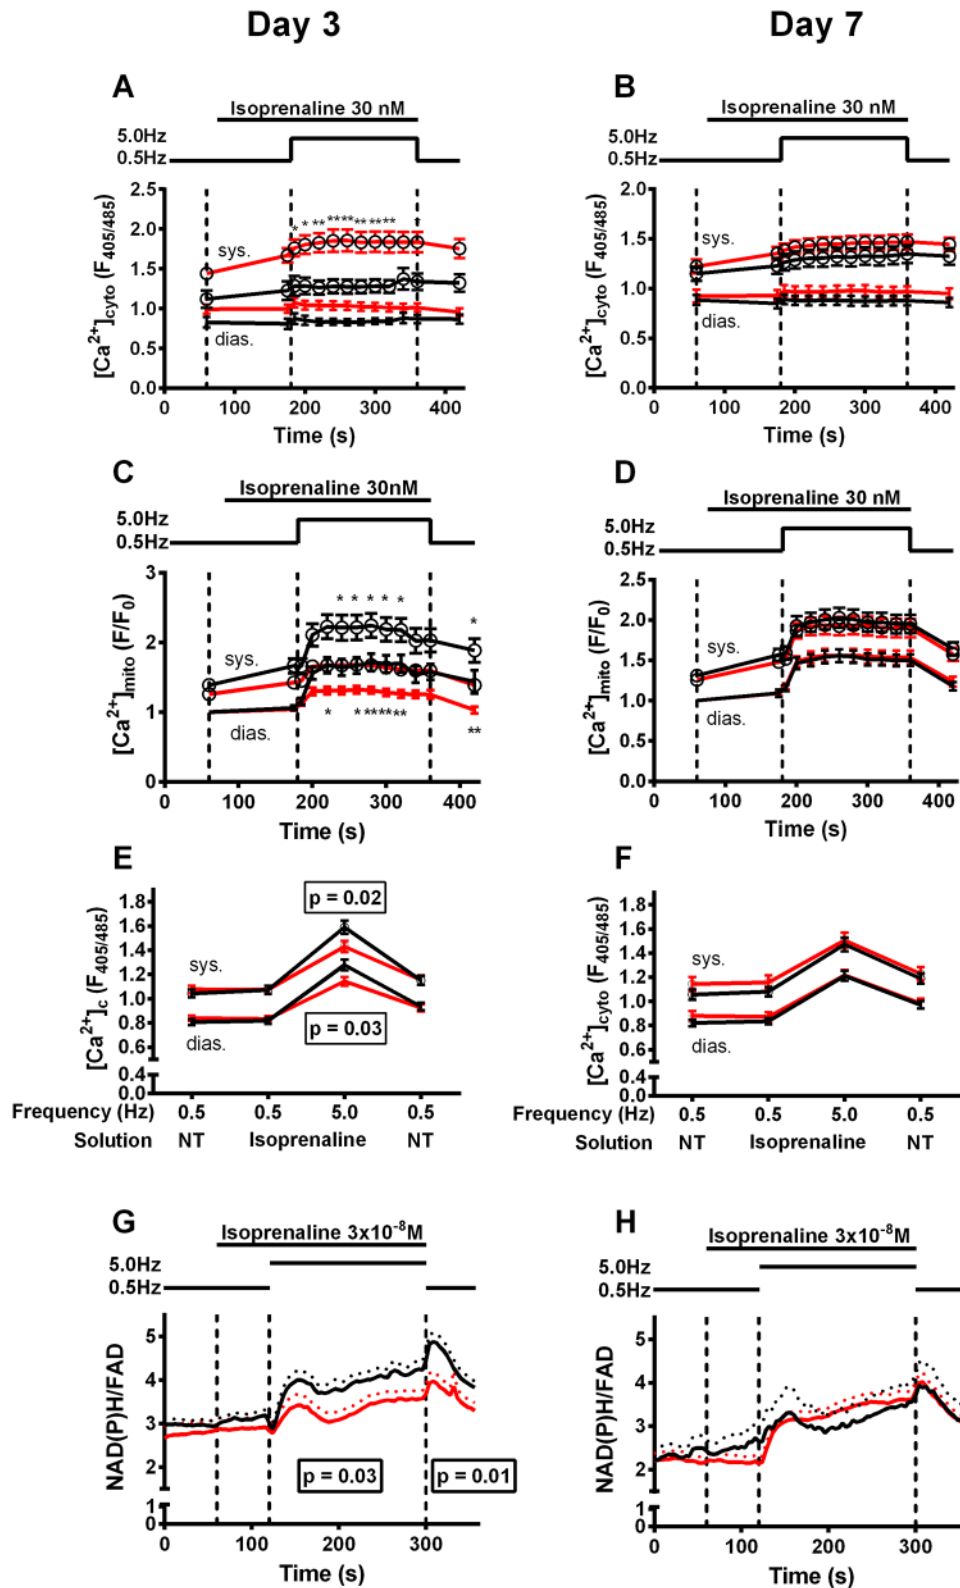 Day 3
Day 7
A
Isoprenaline 30 nM
5.0Hz
0.5Hz
[Ca²⁺]cyto (F405/485)
2.5
2.0
1.5
1.0
0.5
0.0
sys.
dias.
* * ** **** ** **** *
0 100 200 300 400
Time (s)
B
Isoprenaline 30 nM
5.0Hz
0.5Hz
[Ca²⁺]cyto (F405/485)
2.0
1.5
1.0
0.5
0.0
sys.
dias.
0 100 200 300 400
Time (s)
C
Isoprenaline 30nM
5.0Hz
0.5Hz
[Ca²⁺]mito (F/F0)
3
2
1
0
sys.
dias.
* * * * * *
* * ****** **
**
0 100 200 300 400
Time (s)
D
Isoprenaline 30 nM
5.0Hz
0.5Hz
[Ca²⁺]mito (F/F0)
2.5
2.0
1.5
1.0
0.5
0.0
sys.
dias.
0 100 200 300 400
Time (s)
E
[Ca²⁺]c (F405/485)
1.8
1.6
1.4
1.2
1.0
0.8
0.6
0.4
0.0
p = 0.02
sys.
p = 0.03
dias.
Frequency (Hz) 0.5 0.5 5.0 0.5
Solution NT Isoprenaline NT
F
[Ca²⁺]cyto (F405/485)
1.8
1.6
1.4
1.2
1.0
0.8
0.6
0.4
0.0
sys.
dias.
Frequency (Hz) 0.5 0.5 5.0 0.5
Solution NT Isoprenaline NT
G
Isoprenaline 3x10⁻⁸M
5.0Hz
0.5Hz
NAD(P)H/FAD
5
4
3
2
1
0
p = 0.03
p = 0.01
0 100 200 300
Time (s)
H
Isoprenaline 3x10⁻⁸M
5.0Hz
0.5Hz
NAD(P)H/FAD
5
4
3
2
1
0
0 100 200 300
Time (s)